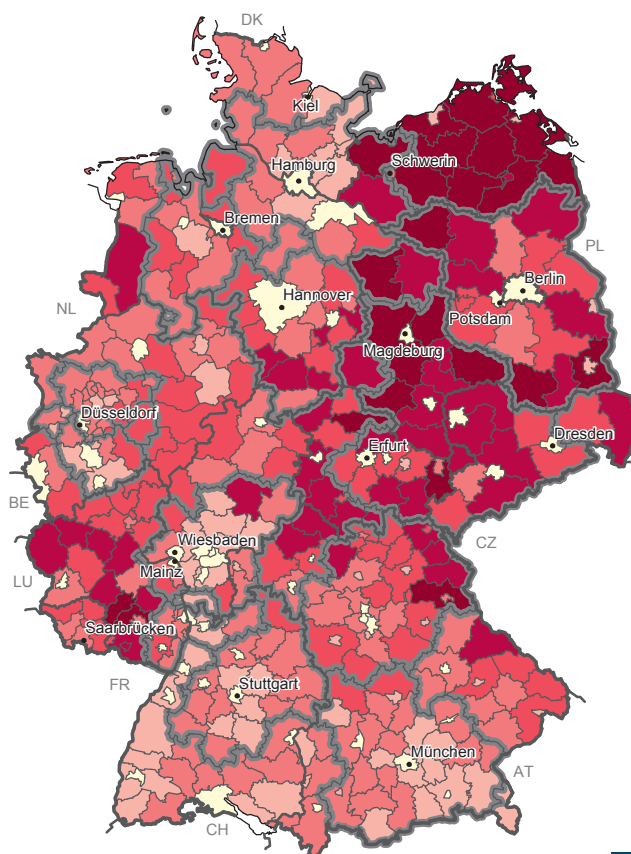 DK
Kiel
Hamburg
Schwerin
Bremen
PL
Berlin
Hannover
NL
Potsdam
Magdeburg
Düsseldorf
Dresden
Erfurt
BE
Wiesbaden
CZ
Mainz
LU
Saarbrücken
FR
Stuttgart
München
AT
CH